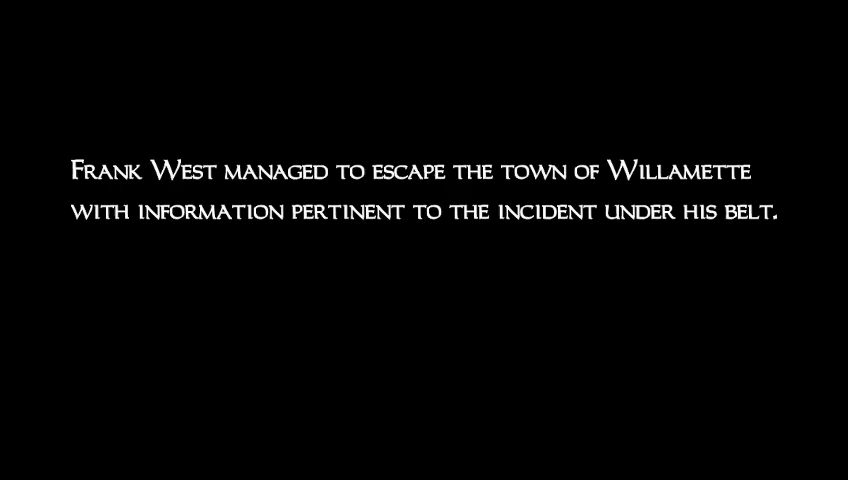 Frank West managed to escape the town of Willamette
with information pertinent to the incident under his belt.